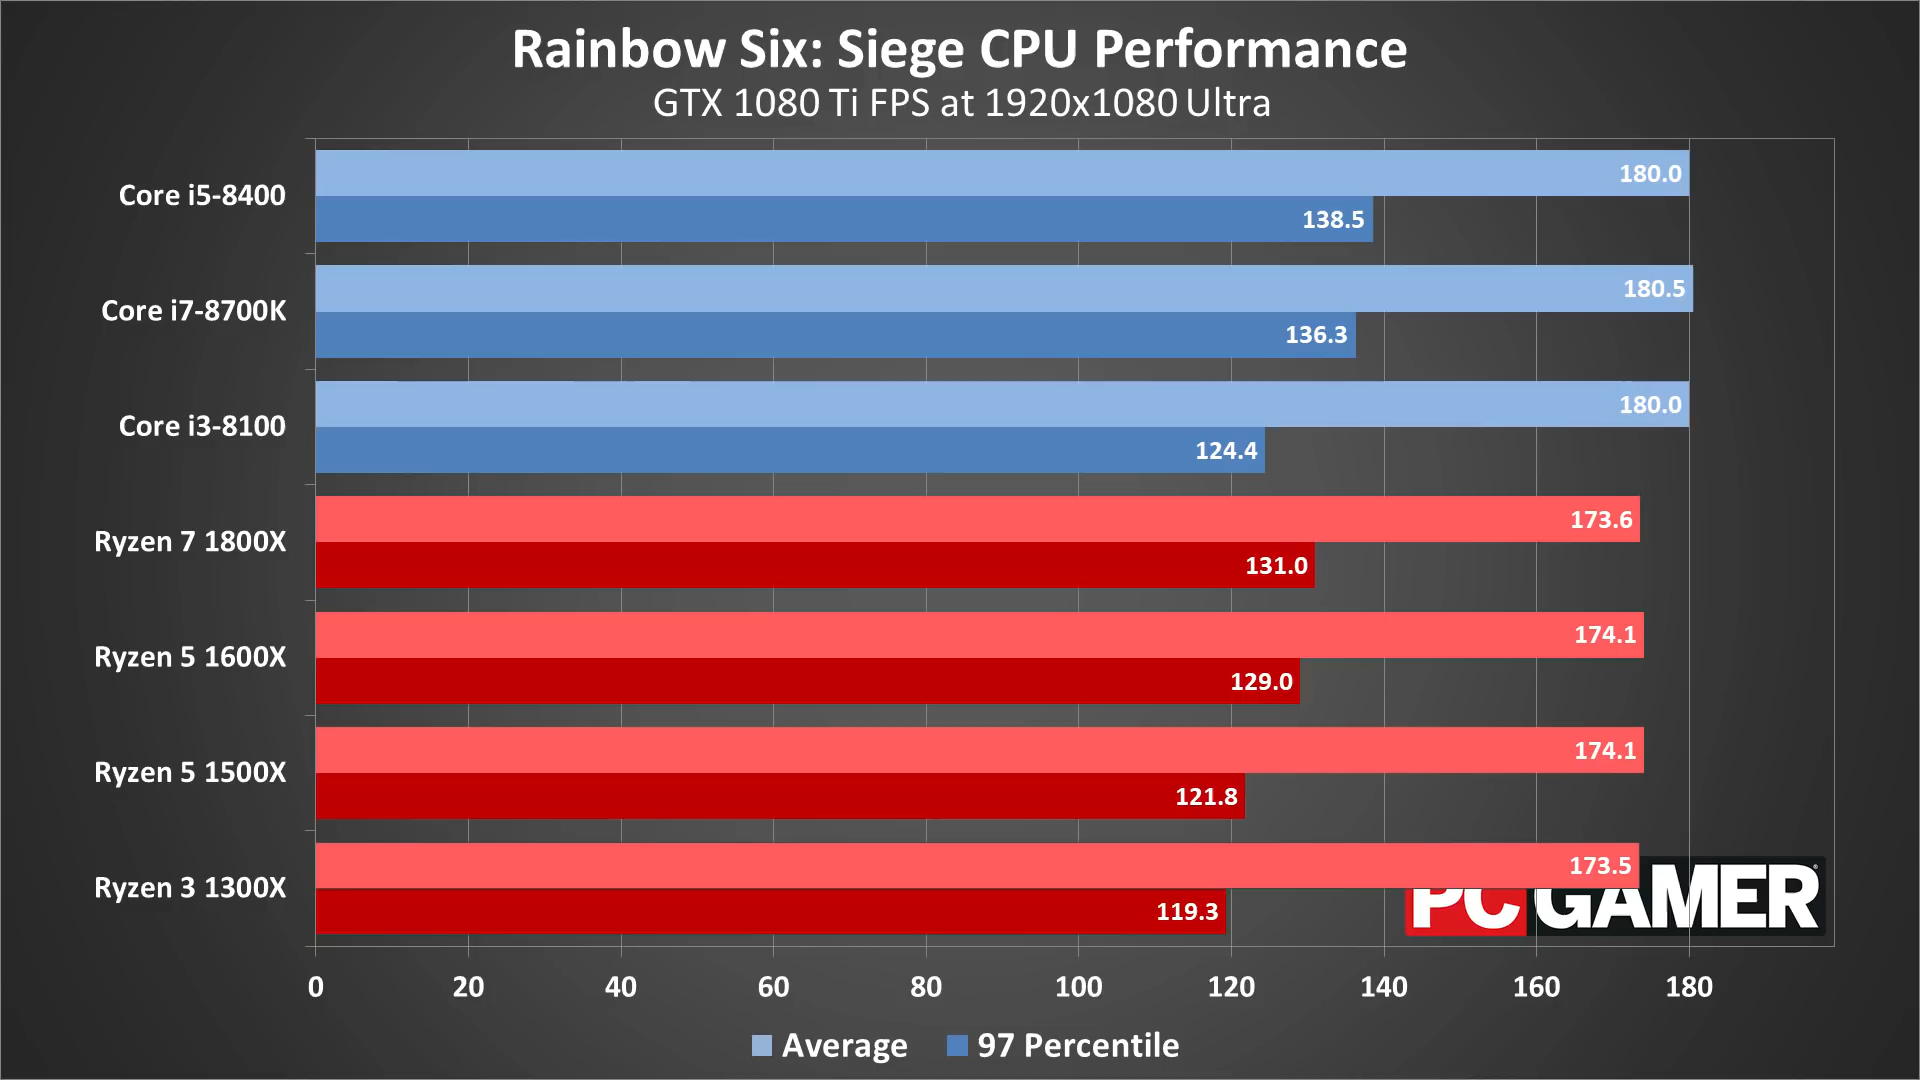 Rainbow Six: Siege CPU Performance
GTX 1080 Ti FPS at 1920x1080 Ultra
Core i5-8400
180.0
138.5
Core i7-8700K
180.5
136.3
Core i3-8100
180.0
124.4
Ryzen 7 1800X
173.6
131.0
Ryzen 5 1600X
174.1
129.0
Ryzen 5 1500X
174.1
121.8
Ryzen 3 1300X
173.5
119.3
PC GAMER
0 20 40 60 80 100 120 140 160 180
Average 97 Percentile